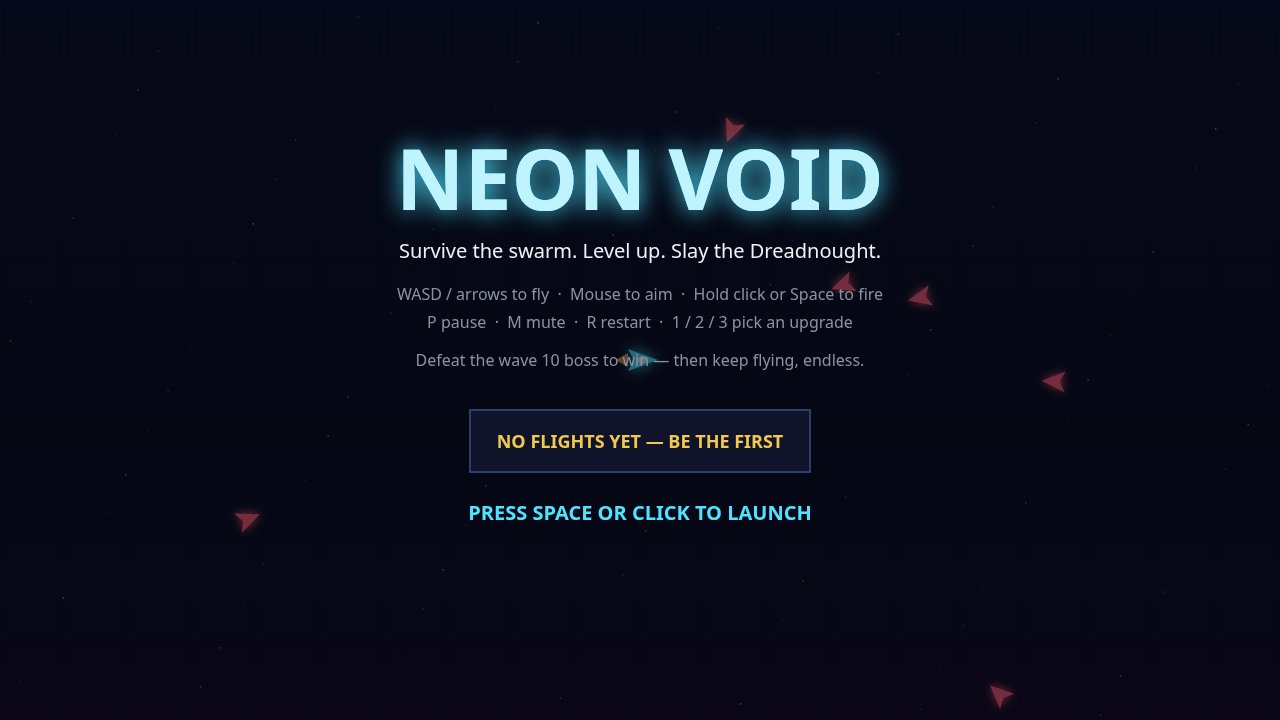 NEON VOID
Survive the swarm. Level up. Slay the Dreadnought.
WASD / arrows to fly · Mouse to aim · Hold click or Space to fire
P pause · M mute · R restart · 1 / 2 / 3 pick an upgrade
Defeat the wave 10 boss to win — then keep flying, endless.
NO FLIGHTS YET — BE THE FIRST
PRESS SPACE OR CLICK TO LAUNCH